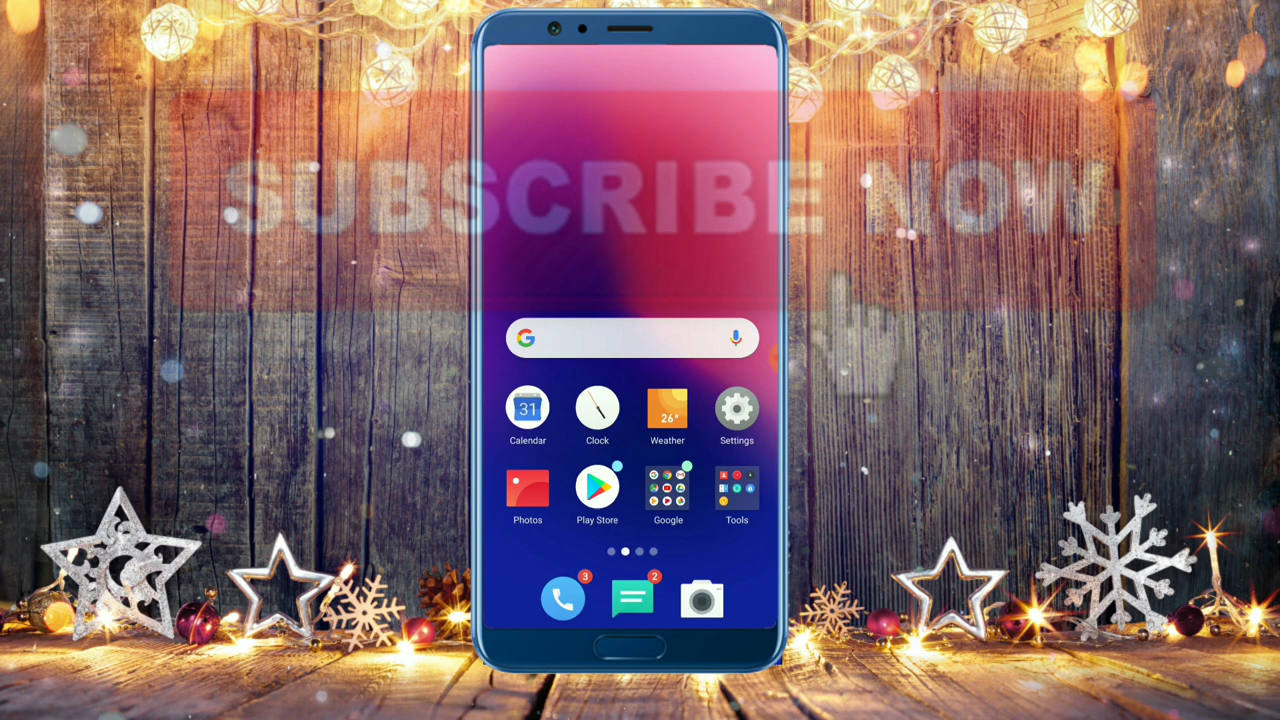 SUBSCRIBE NOW
G
31
26°
Calendar Clock Weather Settings
Photos Play Store Google Tools
3 2